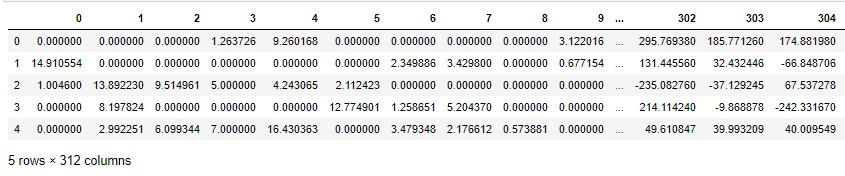 0 1 2 3 4 5 6 7 8 9 ... 302 303 304
0 0.000000 0.000000 0.000000 1.263726 9.260168 0.000000 0.000000 0.000000 0.000000 3.122016 ... 295.769380 185.771260 174.881980
1 14.910554 0.000000 0.000000 0.000000 0.000000 0.000000 2.349886 3.429800 0.000000 0.677154 ... 131.445560 32.432446 -66.848706
2 1.004600 13.892230 9.514961 5.000000 4.243065 2.112423 0.000000 0.000000 0.000000 0.000000 ... -235.082760 -37.129245 67.537278
3 0.000000 8.197824 0.000000 0.000000 0.000000 12.774901 1.258651 5.204370 0.000000 0.000000 ... 214.114240 -9.868878 -242.331670
4 0.000000 2.992251 6.099344 7.000000 16.430363 0.000000 3.479348 2.176612 0.573881 0.000000 ... 49.610847 39.993209 40.009549
5 rows × 312 columns